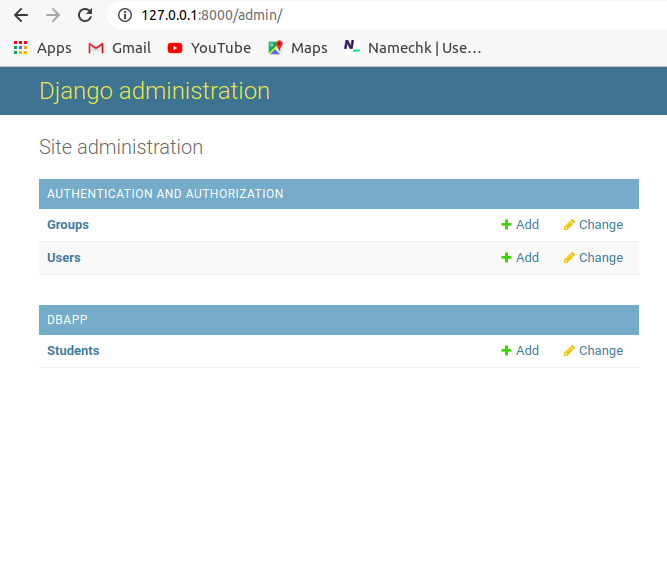 127.0.0.1:8000/admin/
Apps Gmail YouTube Maps Namechk | Use...
Django administration
Site administration
AUTHENTICATION AND AUTHORIZATION
Groups Add Change
Users Add Change
DBAPP
Students Add Change